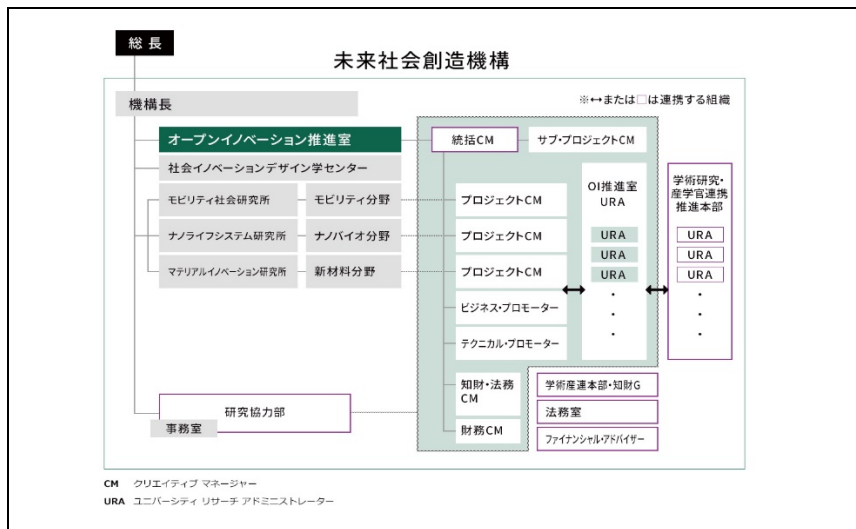 総 長
未来社会創造機構
機構長
※↔または□は連携する組織
オープンイノベーション推進室
統括CM
サブ・プロジェクトCM
社会イノベーションデザイン学センター
モビリティ社会研究所
モビリティ分野
プロジェクトCM
ナノライフシステム研究所
ナノバイオ分野
プロジェクトCM
マテリアルイノベーション研究所
新材料分野
プロジェクトCM
ビジネス・プロモーター
テクニカル・プロモーター
OI推進室
URA
URA
URA
URA
・
・
・
学術研究・
産学官連携
推進本部
URA
URA
URA
・
・
・
知財・法務
CM
学術産連本部・知財G
研究協力部
法務室
事務室
財務CM
ファイナンシャル・アドバイザー
CM クリエイティブ マネージャー
URA ユニバーシティ リサーチ アドミニストレーター